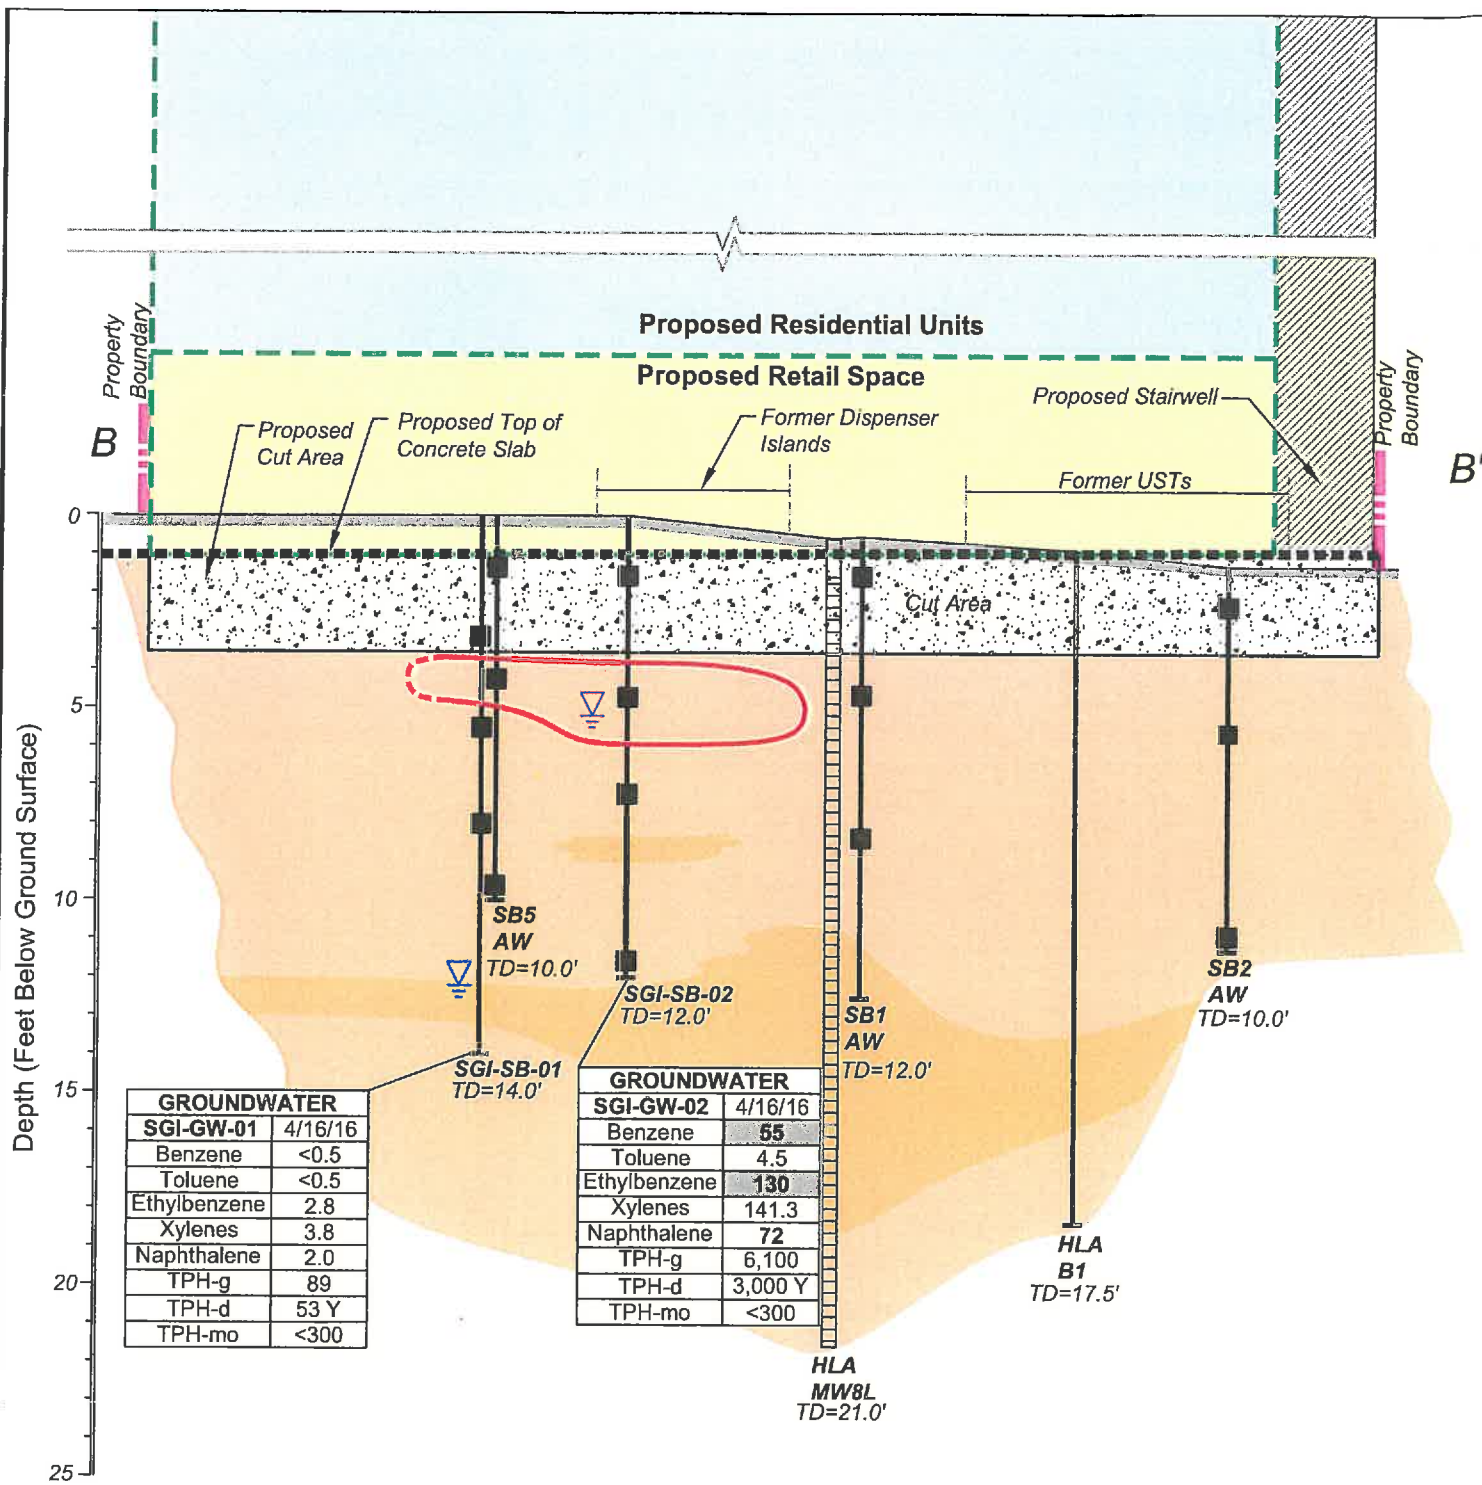 Proposed Residential Units
Proposed Retail Space
Property
Boundary
B
Proposed
Cut Area
Proposed Top of
Concrete Slab
Former Dispenser
Islands
Proposed Stairwell
Former USTs
Property
Boundary
B'
Cut Area
Depth (Feet Below Ground Surface)
0
5
10
15
20
25
SB5
AW
TD=10.0'
SGI-SB-01
TD=14.0'
SGI-SB-02
TD=12.0'
SB1
AW
TD=12.0'
SB2
AW
TD=10.0'
HLA
B1
TD=17.5'
HLA
MW8L
TD=21.0'
GROUNDWATER
SGI-GW-01 4/16/16
Benzene <0.5
Toluene <0.5
Ethylbenzene 2.8
Xylenes 3.8
Naphthalene 2.0
TPH-g 89
TPH-d 53 Y
TPH-mo <300
GROUNDWATER
SGI-GW-02 4/16/16
Benzene 55
Toluene 4.5
Ethylbenzene 130
Xylenes 141.3
Naphthalene 72
TPH-g 6,100
TPH-d 3,000 Y
TPH-mo <300